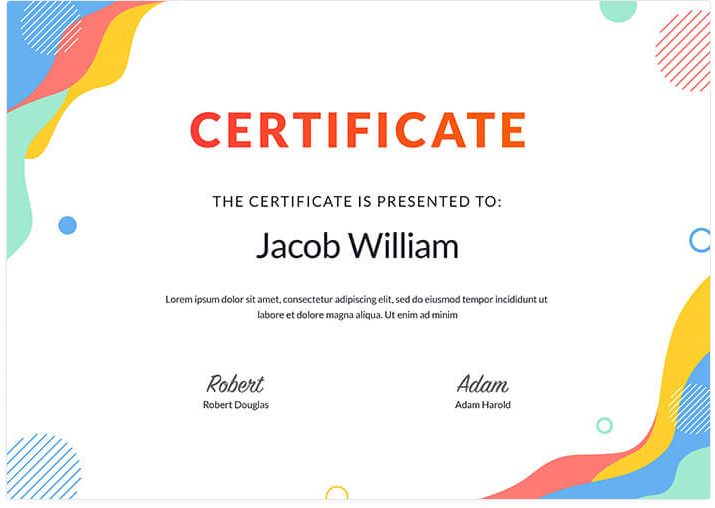 CERTIFICATE
THE CERTIFICATE IS PRESENTED TO:
Jacob William
Lorem ipsum dolor sit amet, consectetur adipiscing elit, sed do eiusmod tempor incididunt ut
labore et dolore magna aliqua. Ut enim ad minim
Robert
Adam
Robert Douglas
Adam Harold